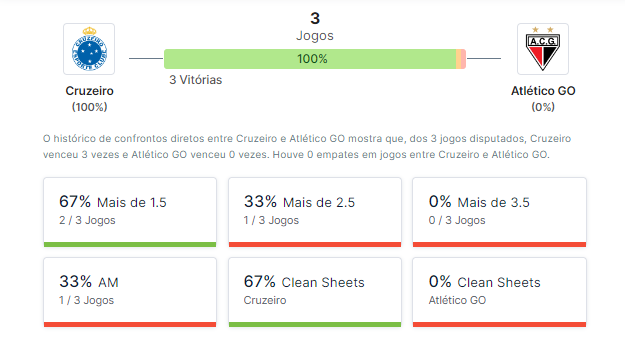 3
Jogos
CRUZEIRO
ESPORTE CLUBE
A.C.G.
100%
3 Vitórias
Cruzeiro
(100%)
Atlético GO
(0%)
O histórico de confrontos diretos entre Cruzeiro e Atlético GO mostra que, dos 3 jogos disputados, Cruzeiro
venceu 3 vezes e Atlético GO venceu 0 vezes. Houve 0 empates em jogos entre Cruzeiro e Atlético GO.
67% Mais de 1.5
2 / 3 Jogos
33% Mais de 2.5
1 / 3 Jogos
0% Mais de 3.5
0 / 3 Jogos
33% AM
1 / 3 Jogos
67% Clean Sheets
Cruzeiro
0% Clean Sheets
Atlético GO